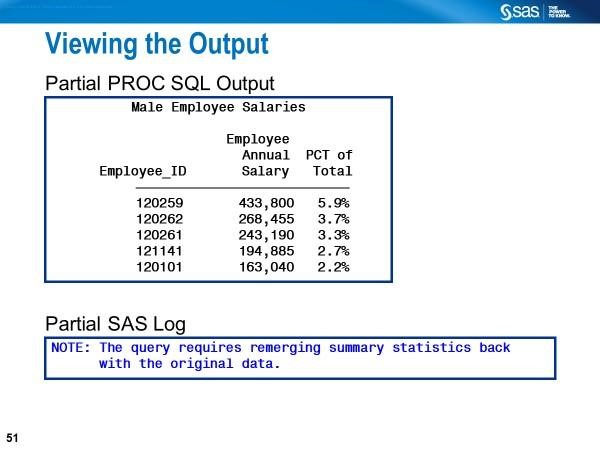 sas
THE
POWER
TO KNOW.
Viewing the Output
Partial PROC SQL Output
Male Employee Salaries
Employee
Annual PCT of
Employee_ID Salary Total
120259 433,800 5.9%
120262 268,455 3.7%
120261 243,190 3.3%
121141 194,885 2.7%
120101 163,040 2.2%
Partial SAS Log
NOTE: The query requires remerging summary statistics back
with the original data.
51